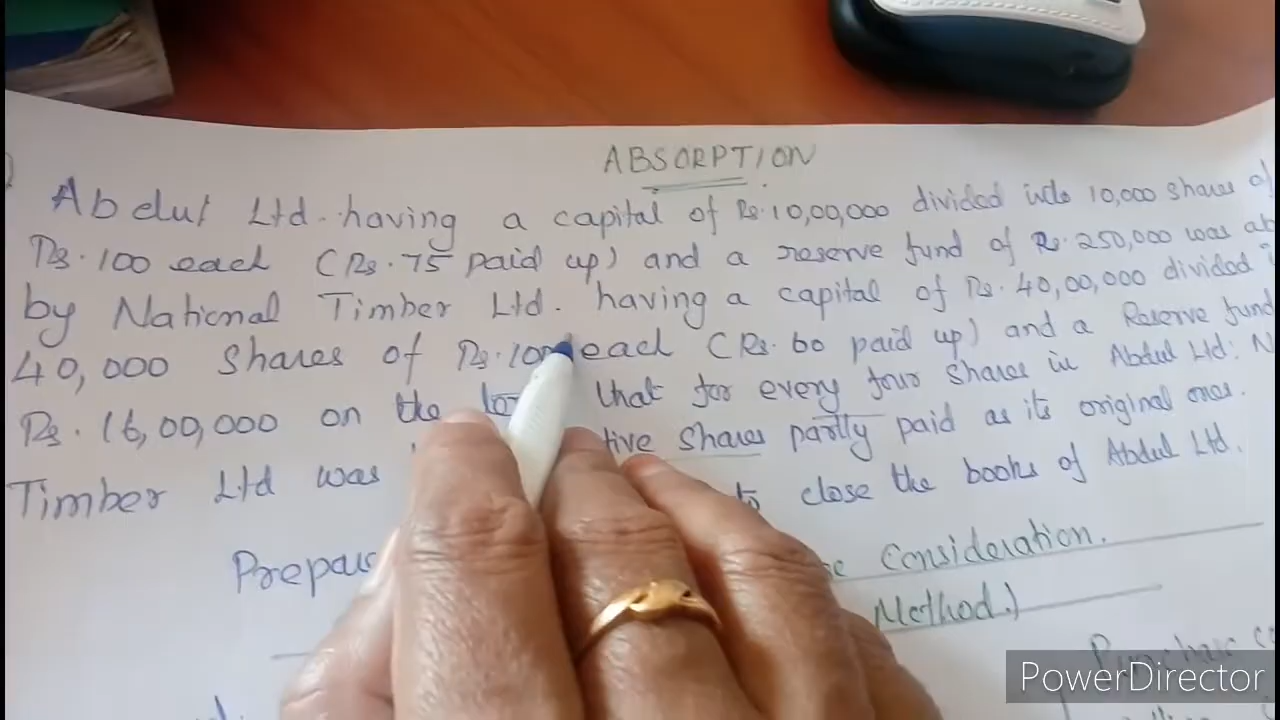 ABSORPTION
Abdul Ltd. having a capital of Rs. 10,00,000 divided into 10,000 shares of
Rs. 100 each (Rs. 75 paid up) and a reserve fund of Rs. 250,000 was ab
by National Timber Ltd. having a capital of Rs. 40,00,000 divided i
40,000 shares of Rs. 100 each (Rs. 60 paid up) and a Reserve fund
Rs. 16,00,000 on the that for every four shares in Abdul Ltd. N
Timber Ltd was tive shares partly paid as its original ones.
to close the books of Abdul Ltd.
Prepar
Consideration.
Method.)
Purchase co
PowerDirector